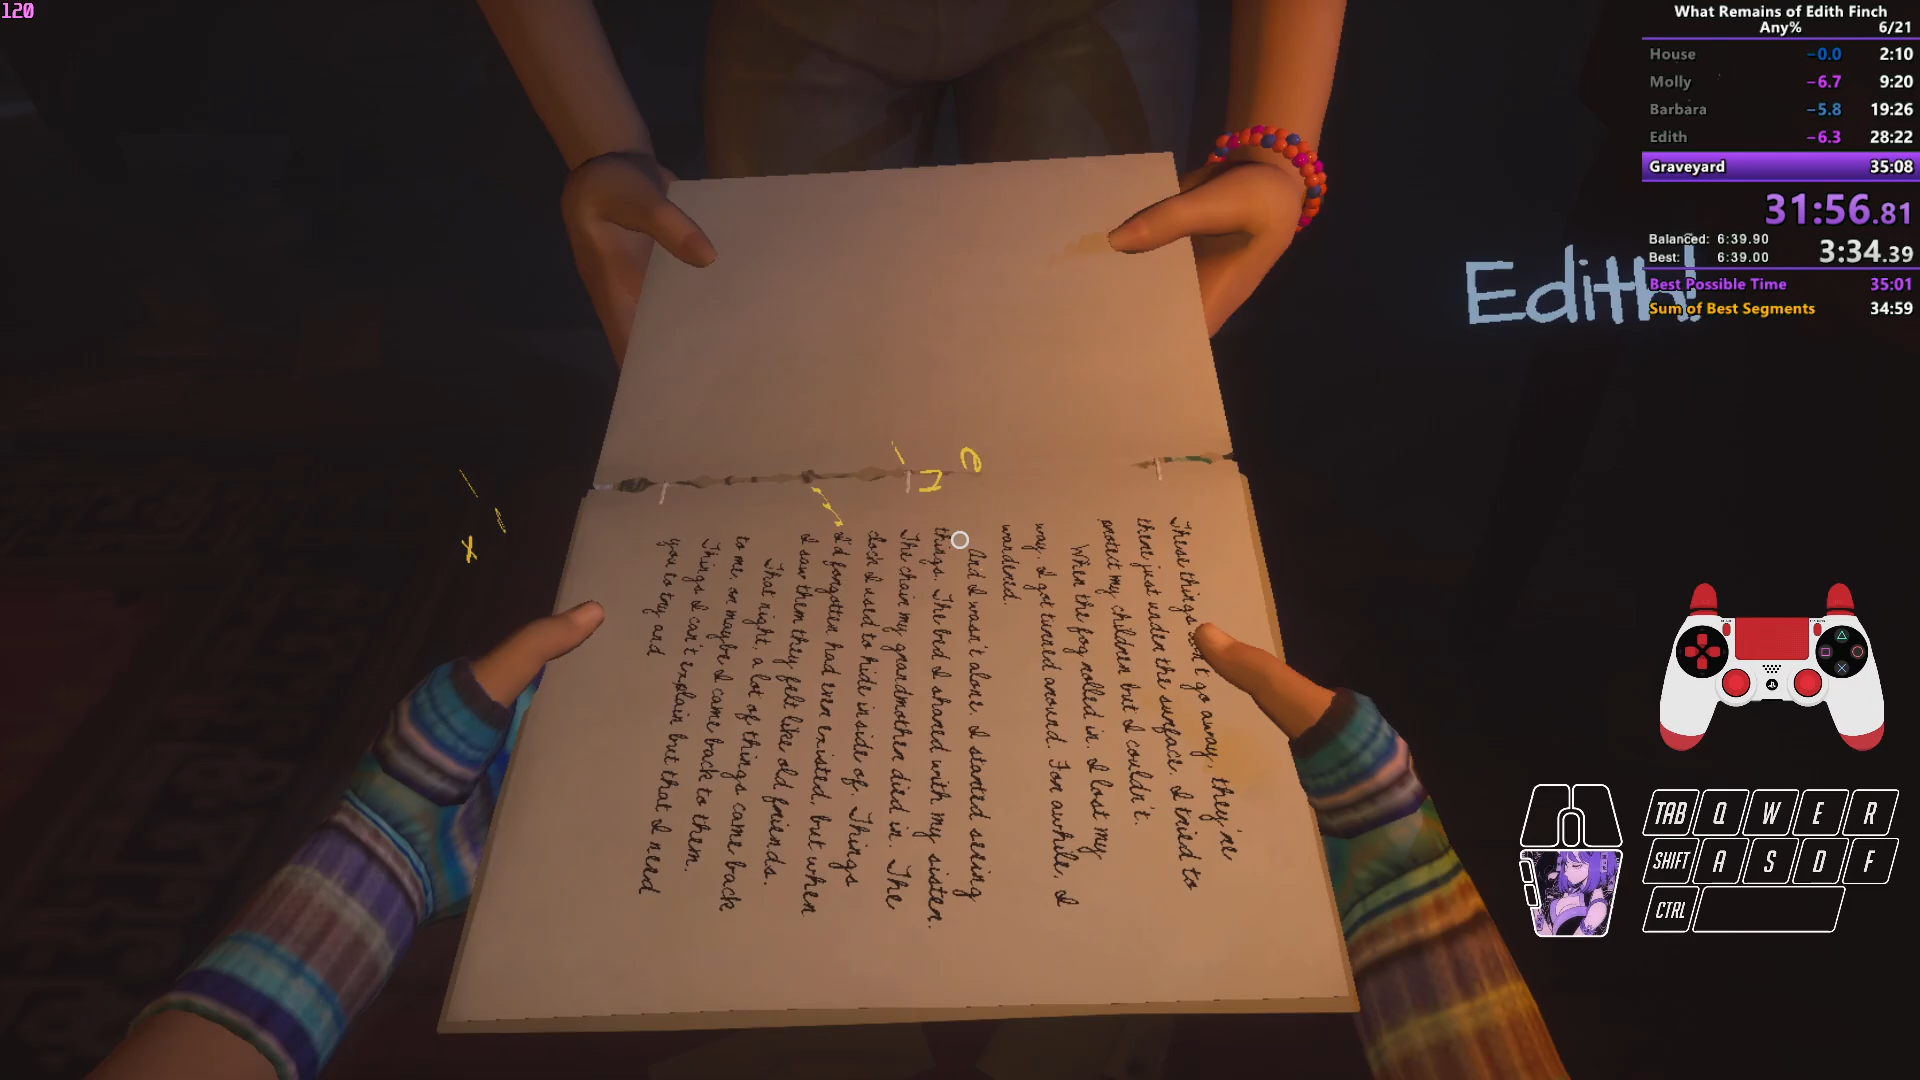 120
What Remains of Edith Finch
Any% 6/21
House -0.0 2:10
Molly -6.7 9:20
Barbara -5.8 19:26
Edith -6.3 28:22
Graveyard 35:08
31:56.81
Balanced: 6:39.90
Best: 6:39.00
3:34.39
Best Possible Time 35:01
Sum of Best Segments 34:59
Edith!
These things don't go away, they're
there just under the surface. I tried to
protect my children but I couldn't.
When the fog rolled in, I lost my
way. I got turned around. For awhile, I
wandered.
And I wasn't alone. I started seeing
things. The bed I shared with my sister.
The chair my grandmother died in. The
clock I used to hide inside of. Things
I'd forgotten had even existed, but when
I saw them they felt like old friends.
That night, a lot of things came back
to me, or maybe I came back to them.
Things I can't explain but that I need
you to try and
TAB Q W E R
SHIFT A S D F
CTRL